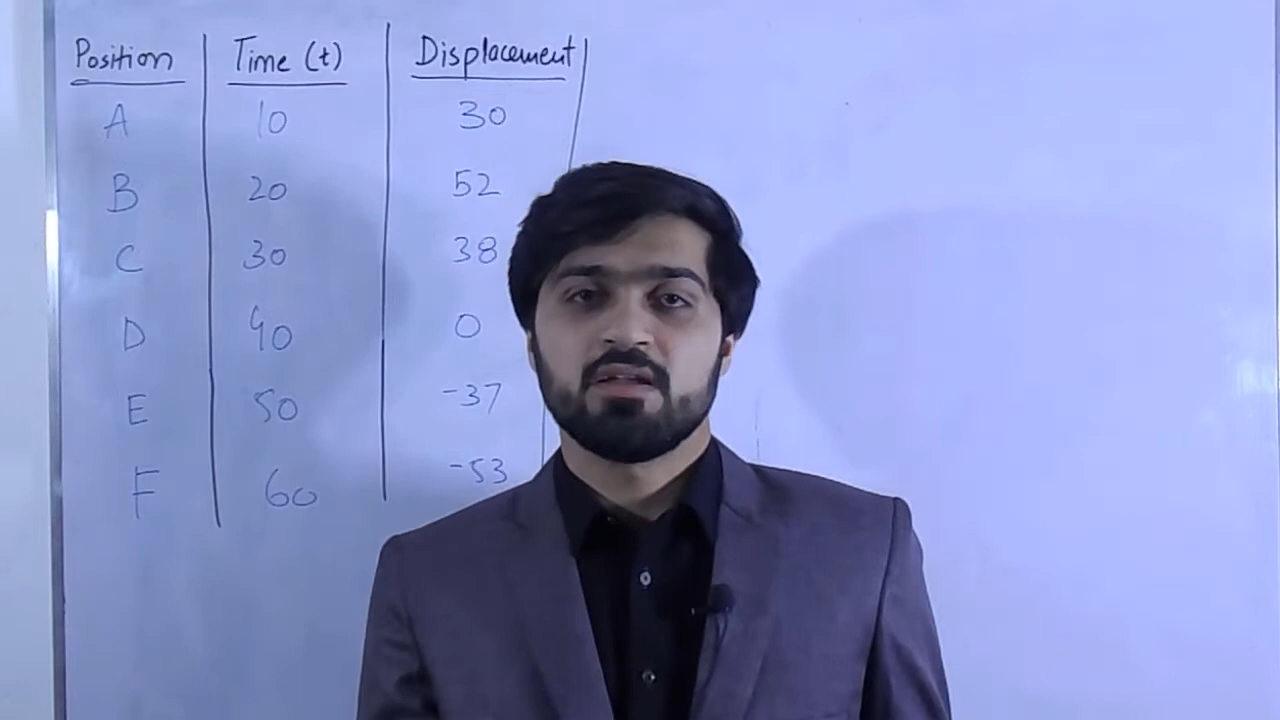 Position Time (t) Displacement
A 10 30
B 20 52
C 30 38
D 40 0
E 50 -37
F 60 -53